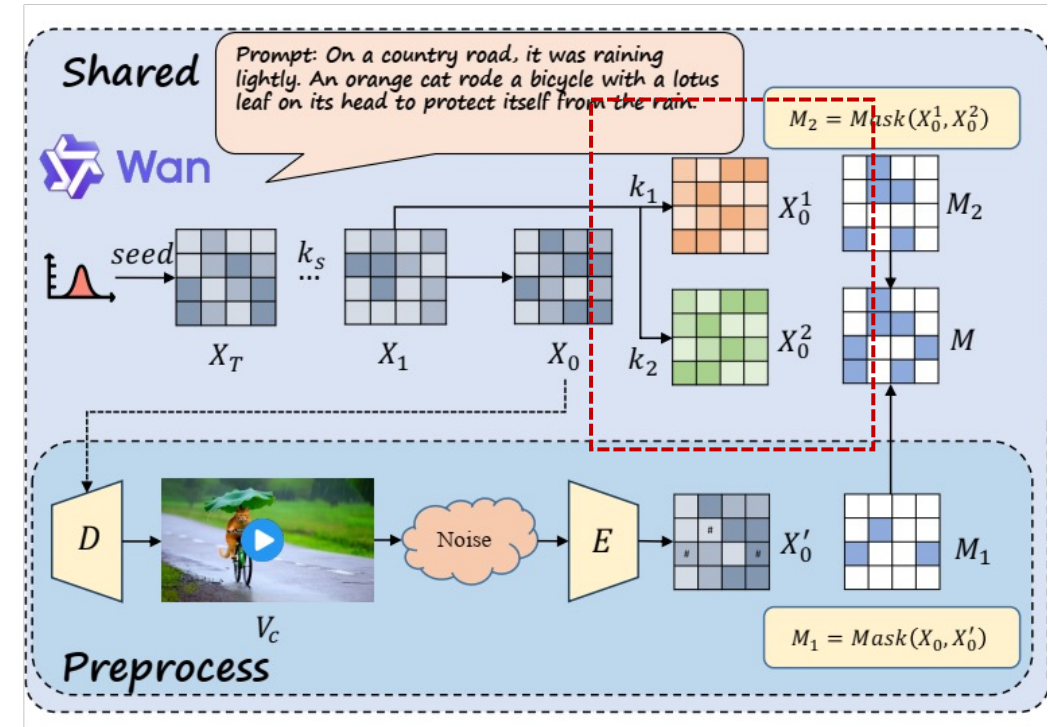 Shared
Prompt: On a country road, it was raining
lightly. An orange cat rode a bicycle with a lotus
leaf on its head to protect itself from the rain.
M₂ = Mask(X₀¹, X₀²)
Wan
k₁
X₀¹
M₂
seed
kₛ
...
X_T
X₁
X₀
k₂
X₀²
M
D
V_c
Noise
E
#
# #
X₀′
M₁
M₁ = Mask(X₀, X₀′)
Preprocess